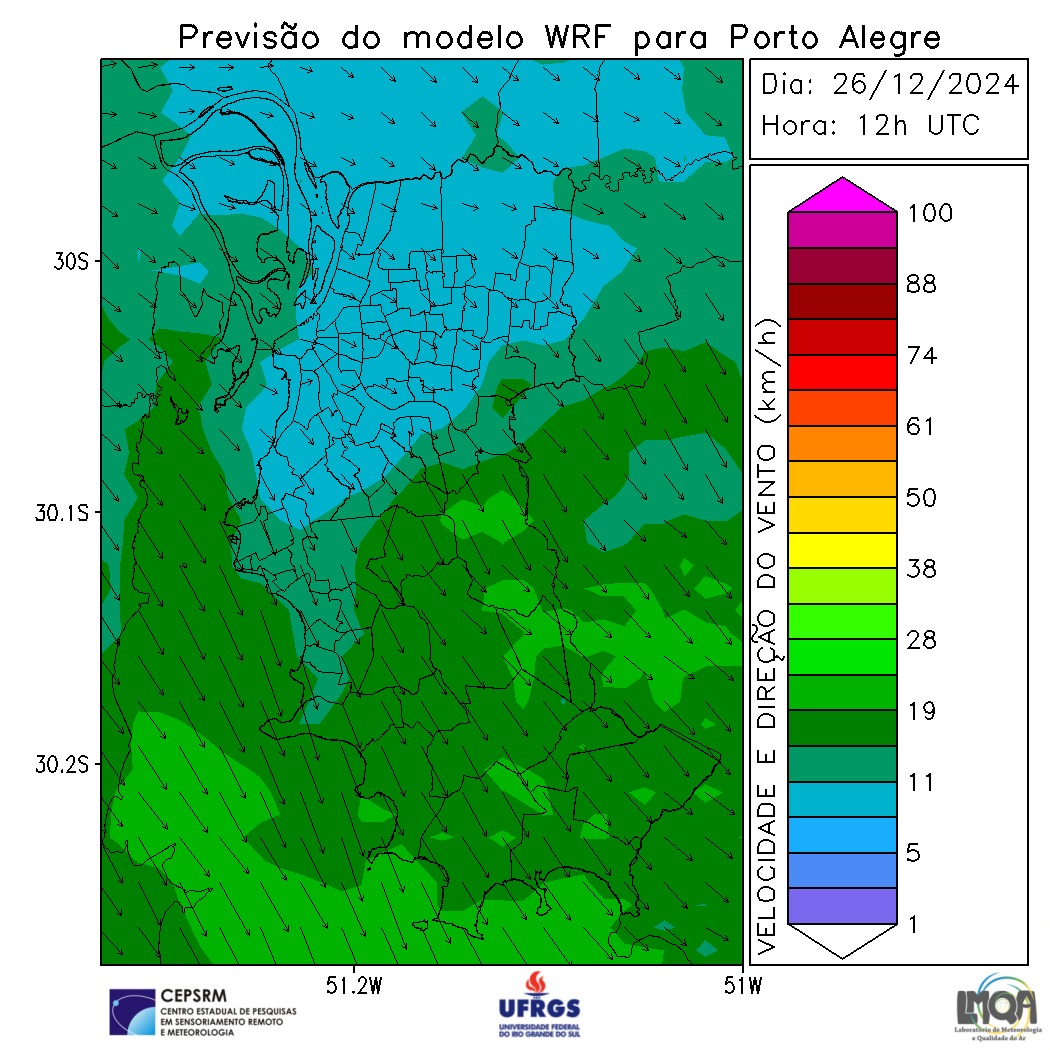 Previsão do modelo WRF para Porto Alegre
Dia: 26/12/2024
Hora: 12h UTC
30S
30.1S
30.2S
51.2W
51W
VELOCIDADE E DIREÇÃO DO VENTO (km/h)
100
88
74
61
50
38
28
19
11
5
1
CEPSRM
CENTRO ESTADUAL DE PESQUISAS
EM SENSORIAMENTO REMOTO
E METEOROLOGIA
UFRGS
UNIVERSIDADE FEDERAL
DO RIO GRANDE DO SUL
LMQA
Laboratório de Meteorologia
e Qualidade do Ar